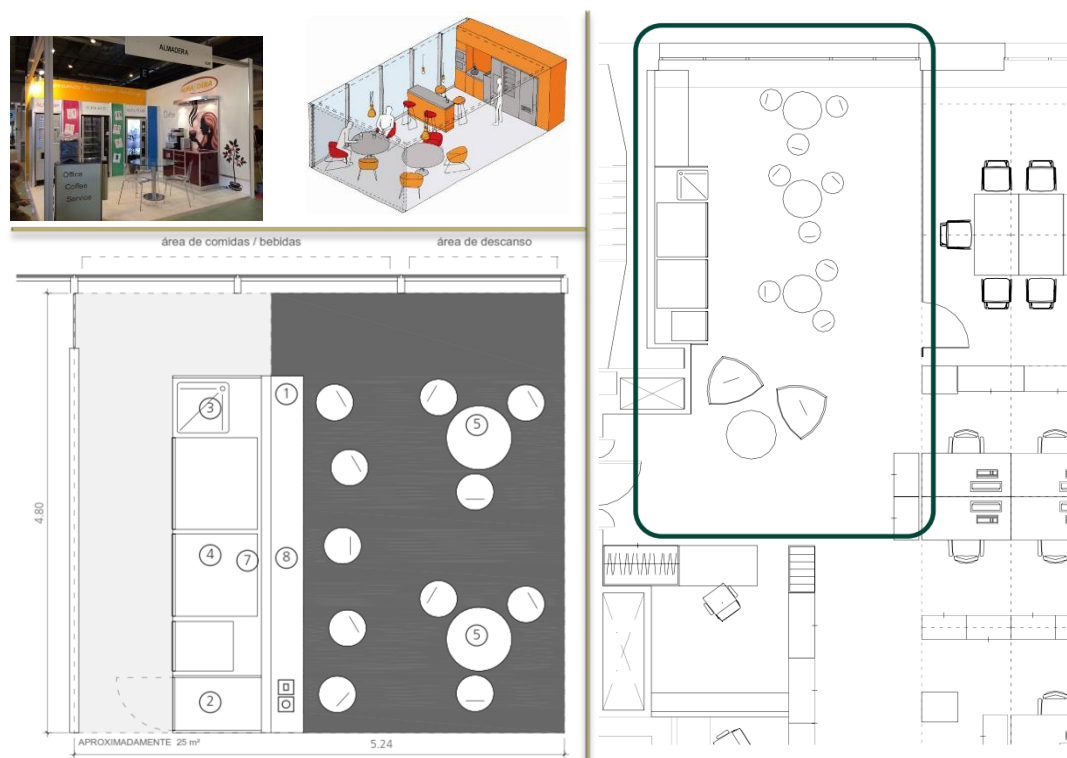 ALMADERA
Office
Coffee
Service
área de comidas / bebidas
área de descanso
1
3
5
4.80
4
7
8
5
2
APROXIMADAMENTE 25 m²
5.24